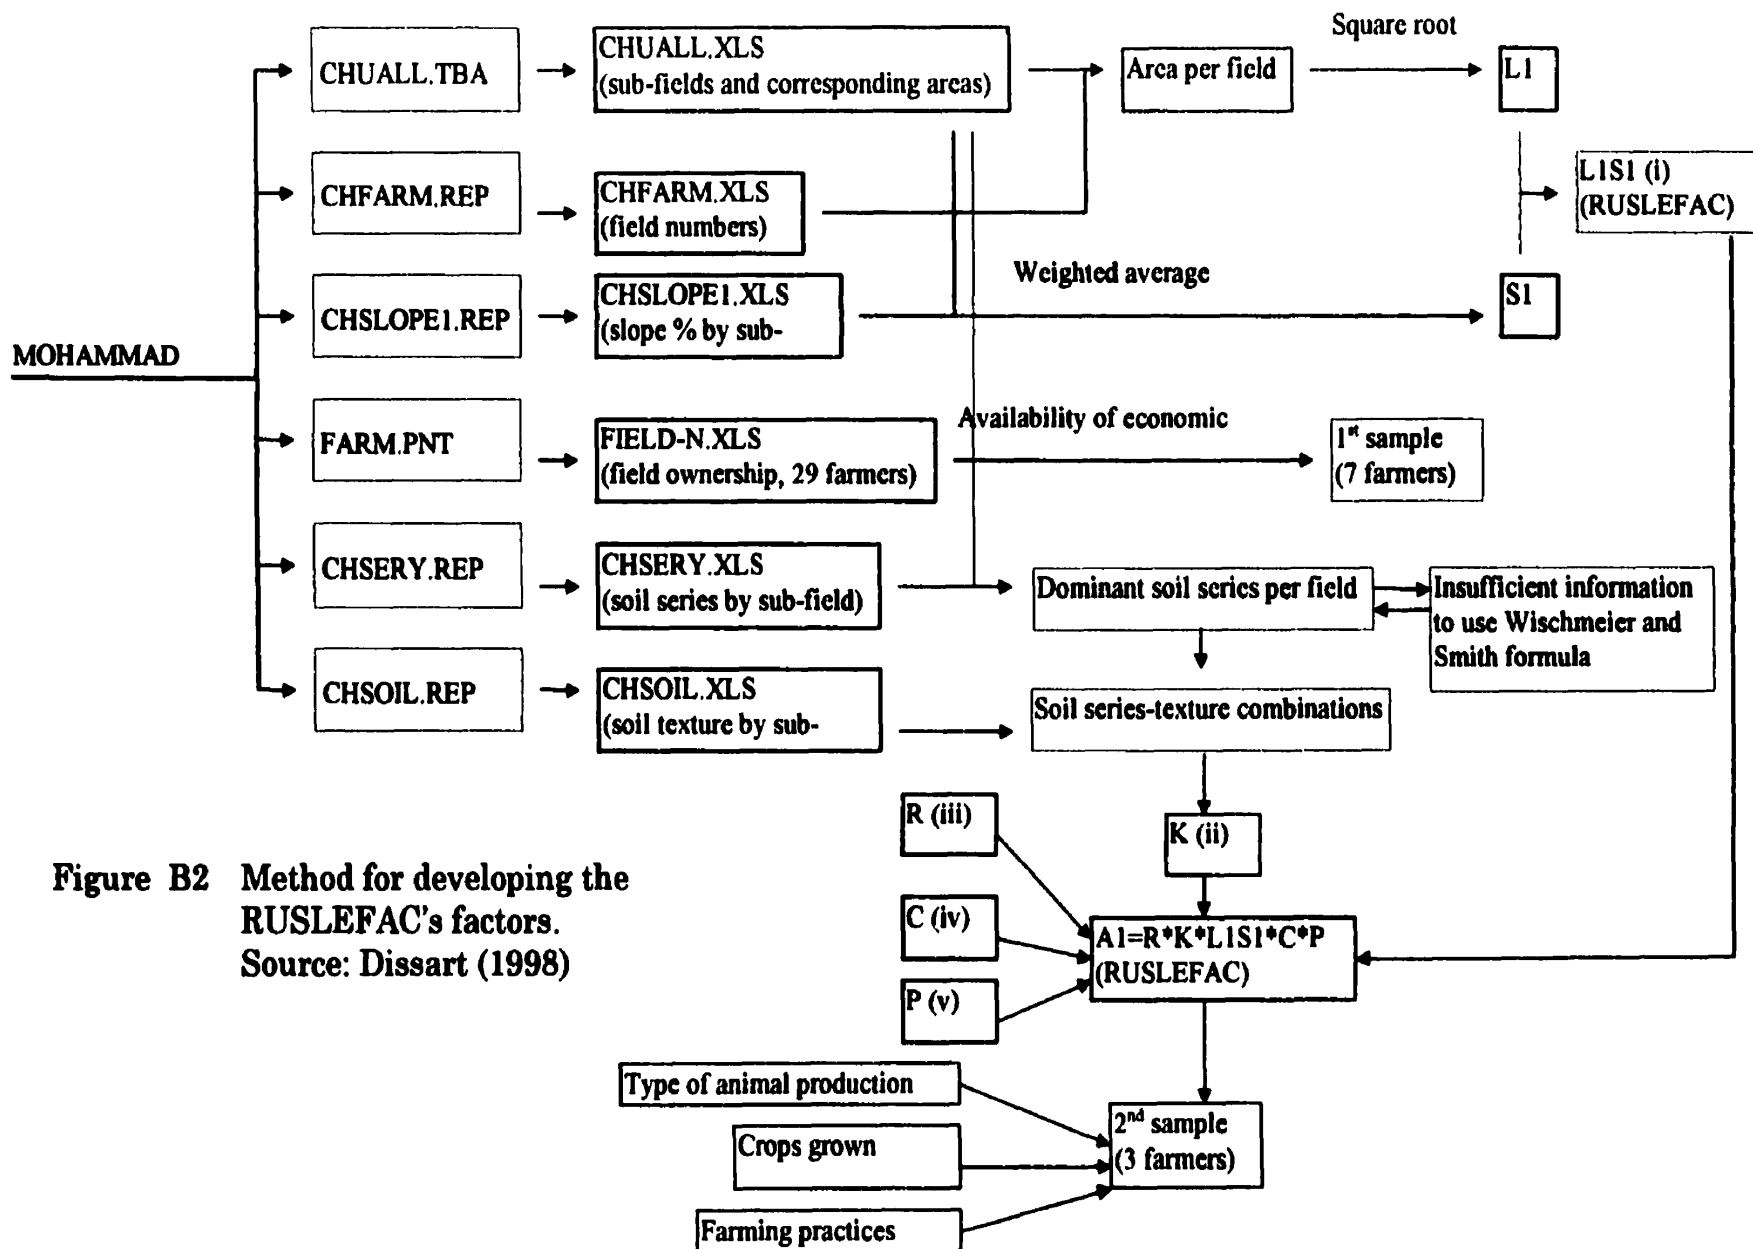 Square root
CHUALL.TBA
CHUALL.XLS
(sub-fields and corresponding areas)
Area per field
L1
CHFARM.REP
CHFARM.XLS
(field numbers)
L1S1 (i)
(RUSLEFAC)
Weighted average
CHSLOPE1.REP
CHSLOPE1.XLS
(slope % by sub-
S1
MOHAMMAD
Availability of economic
FARM.PNT
FIELD-N.XLS
(field ownership, 29 farmers)
1st sample
(7 farmers)
CHSERY.REP
CHSERY.XLS
(soil series by sub-field)
Dominant soil series per field
Insufficient information
to use Wischmeier and
Smith formula
CHSOIL.REP
CHSOIL.XLS
(soil texture by sub-
Soil series-texture combinations
R (iii)
K (ii)
C (iv)
A1=R*K*L1S1*C*P
(RUSLEFAC)
P (v)
Figure B2 Method for developing the
RUSLEFAC's factors.
Source: Dissart (1998)
Type of animal production
Crops grown
2nd sample
(3 farmers)
Farming practices